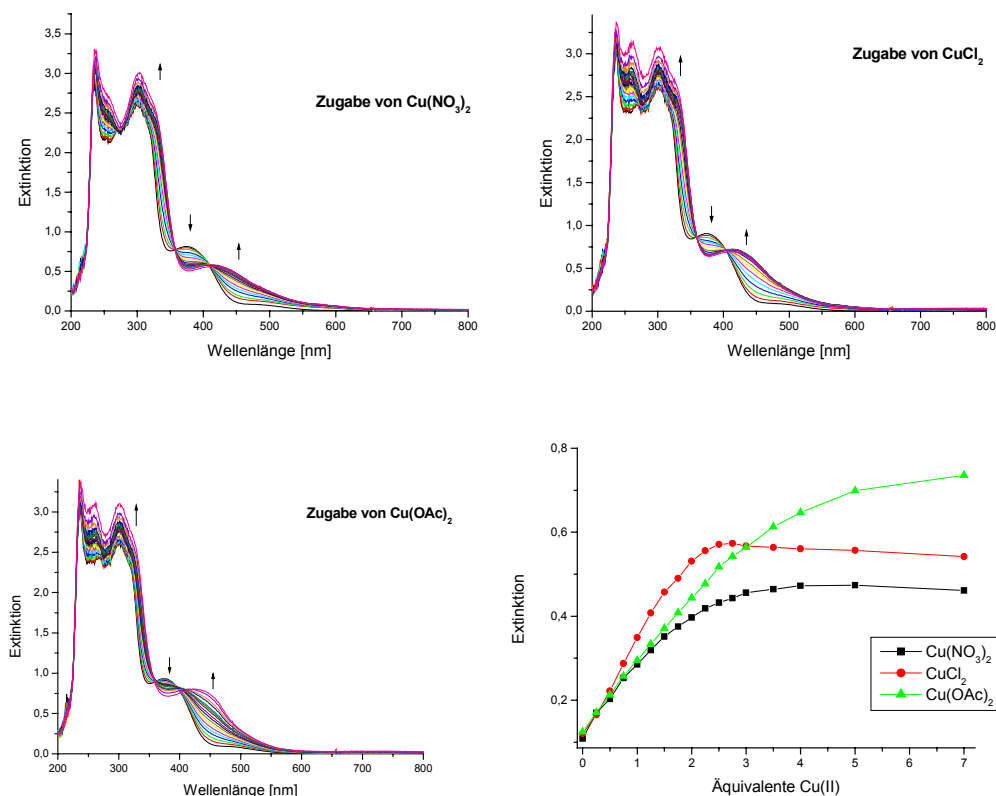 Zugabe von Cu(NO3)2
3,5
3,0
2,5
2,0
1,5
1,0
0,5
0,0
Extinktion
200 300 400 500 600 700 800
Wellenlänge [nm]
Zugabe von CuCl2
3,0
2,5
2,0
1,5
1,0
0,5
0,0
Extinktion
200 300 400 500 600 700 800
Wellenlänge [nm]
Zugabe von Cu(OAc)2
3,0
2,5
2,0
1,5
1,0
0,5
0,0
Extinktion
200 300 400 500 600 700 800
Wellenlänge [nm]
0,8
0,6
0,4
0,2
Extinktion
0 1 2 3 4 5 6 7
Äquivalente Cu(II)
Cu(NO3)2
CuCl2
Cu(OAc)2